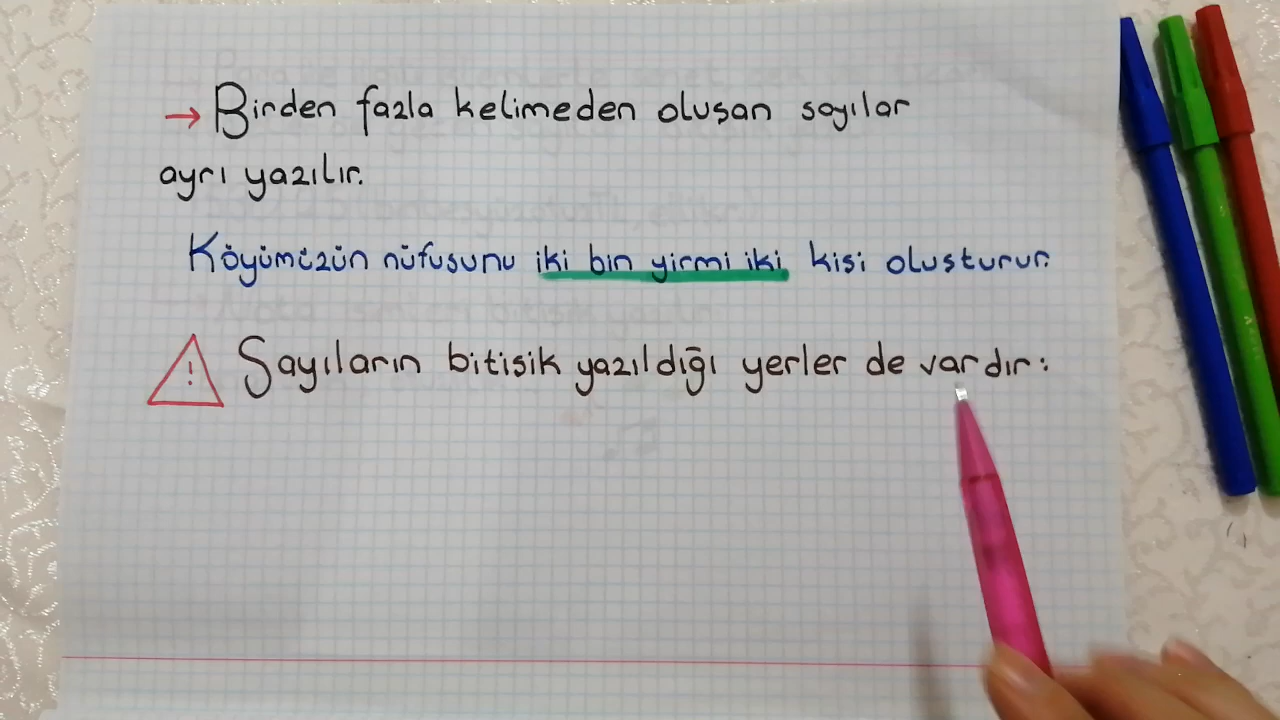 → Birden fazla kelimeden oluşan sayılar
ayrı yazılır.
Köyümüzün nüfusunu iki bin yirmi iki kişi oluşturur.
! Sayıların bitişik yazıldığı yerler de vardır: